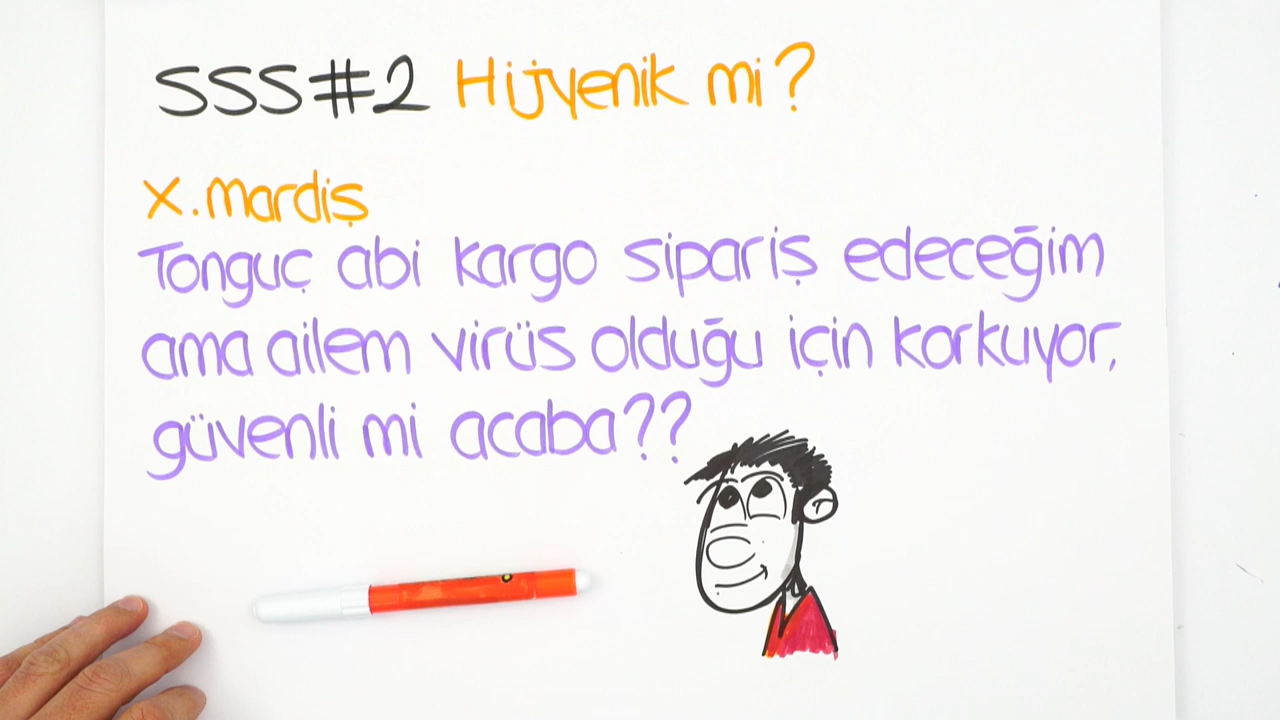 SSS#2 Hijyenik mi?
x.mardiş
Tonguç abi kargo sipariş edeceğim
ama ailem virüs olduğu için korkuyor,
güvenli mi acaba??